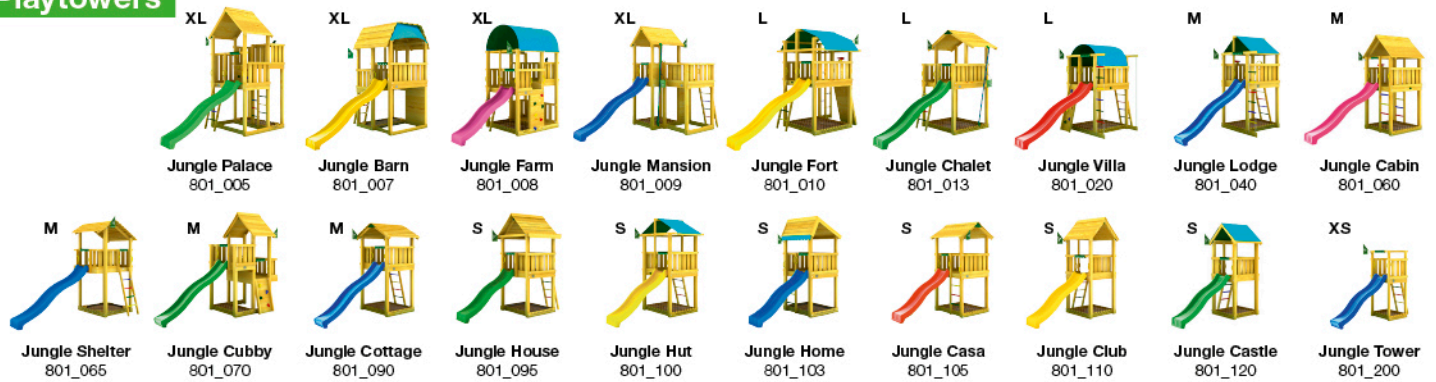 Playtowers
XL XL XL XL L L L M M
Jungle Palace Jungle Barn Jungle Farm Jungle Mansion Jungle Fort Jungle Chalet Jungle Villa Jungle Lodge Jungle Cabin
801_005 801_007 801_008 801_009 801_010 801_013 801_020 801_040 801_060
M M M S S S S S S XS
Jungle Shelter Jungle Cubby Jungle Cottage Jungle House Jungle Hut Jungle Home Jungle Casa Jungle Club Jungle Castle Jungle Tower
801_065 801_070 801_090 801_095 801_100 801_103 801_105 801_110 801_120 801_200